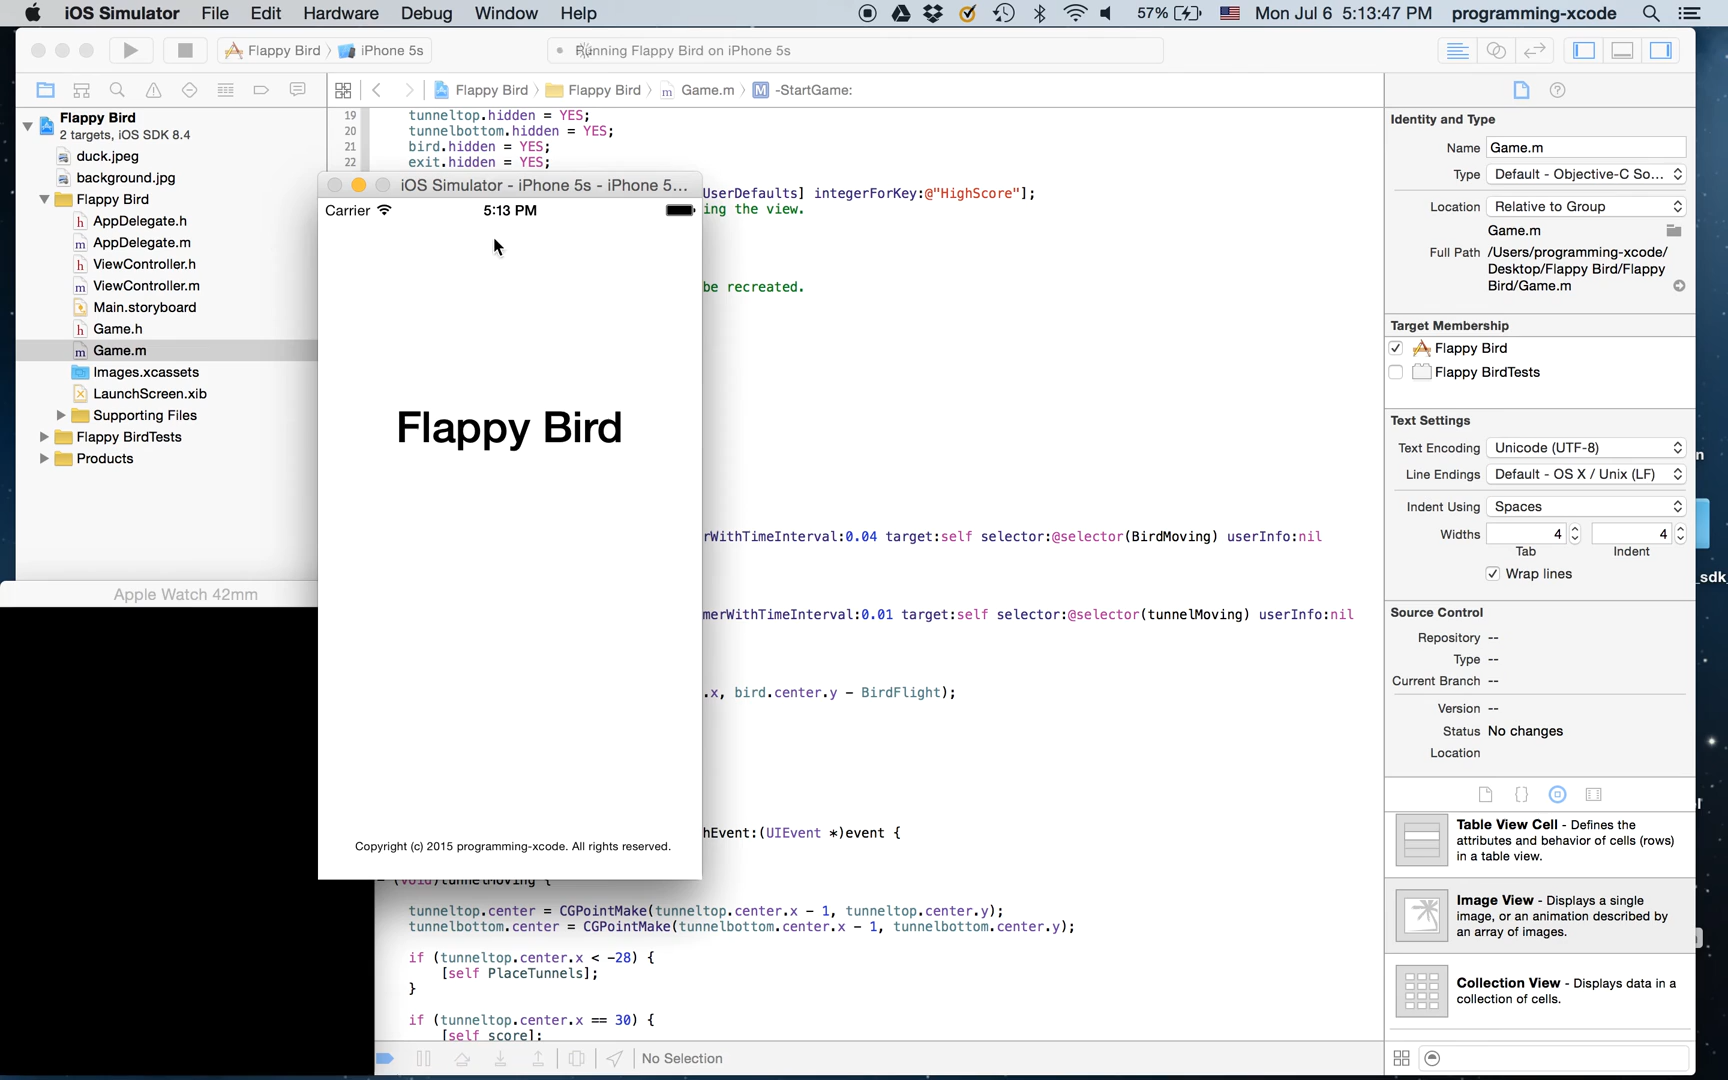 iOS Simulator File Edit Hardware Debug Window Help 57% Mon Jul 6 5:13:47 PM programming-xcode
Flappy Bird iPhone 5s Running Flappy Bird on iPhone 5s
Flappy Bird Flappy Bird Game.m -StartGame:
Flappy Bird
2 targets, iOS SDK 8.4
duck.jpeg
background.jpg
Flappy Bird
AppDelegate.h
AppDelegate.m
ViewController.h
ViewController.m
Main.storyboard
Game.h
Game.m
Images.xcassets
LaunchScreen.xib
Supporting Files
Flappy BirdTests
Products
Apple Watch 42mm
19 tunneltop.hidden = YES;
20 tunnelbottom.hidden = YES;
21 bird.hidden = YES;
22 exit.hidden = YES;
UserDefaults] integerForKey:@"HighScore"];
ing the view.
be recreated.
rWithTimeInterval:0.04 target:self selector:@selector(BirdMoving) userInfo:nil
merWithTimeInterval:0.01 target:self selector:@selector(tunnelMoving) userInfo:nil
.x, bird.center.y - BirdFlight);
hEvent:(UIEvent *)event {
- (void)tunnelMoving {
tunneltop.center = CGPointMake(tunneltop.center.x - 1, tunneltop.center.y);
tunnelbottom.center = CGPointMake(tunnelbottom.center.x - 1, tunnelbottom.center.y);
if (tunneltop.center.x < -28) {
[self PlaceTunnels];
}
if (tunneltop.center.x == 30) {
[self score];
No Selection
iOS Simulator - iPhone 5s - iPhone 5...
Carrier 5:13 PM
Flappy Bird
Copyright (c) 2015 programming-xcode. All rights reserved.
Identity and Type
Name Game.m
Type Default - Objective-C So...
Location Relative to Group
Game.m
Full Path /Users/programming-xcode/
Desktop/Flappy Bird/Flappy
Bird/Game.m
Target Membership
Flappy Bird
Flappy BirdTests
Text Settings
Text Encoding Unicode (UTF-8)
Line Endings Default - OS X / Unix (LF)
Indent Using Spaces
Widths 4 4
Tab Indent
Wrap lines
Source Control
Repository --
Type --
Current Branch --
Version --
Status No changes
Location
Table View Cell - Defines the
attributes and behavior of cells (rows)
in a table view.
Image View - Displays a single
image, or an animation described by
an array of images.
Collection View - Displays data in a
collection of cells.
_sdk_